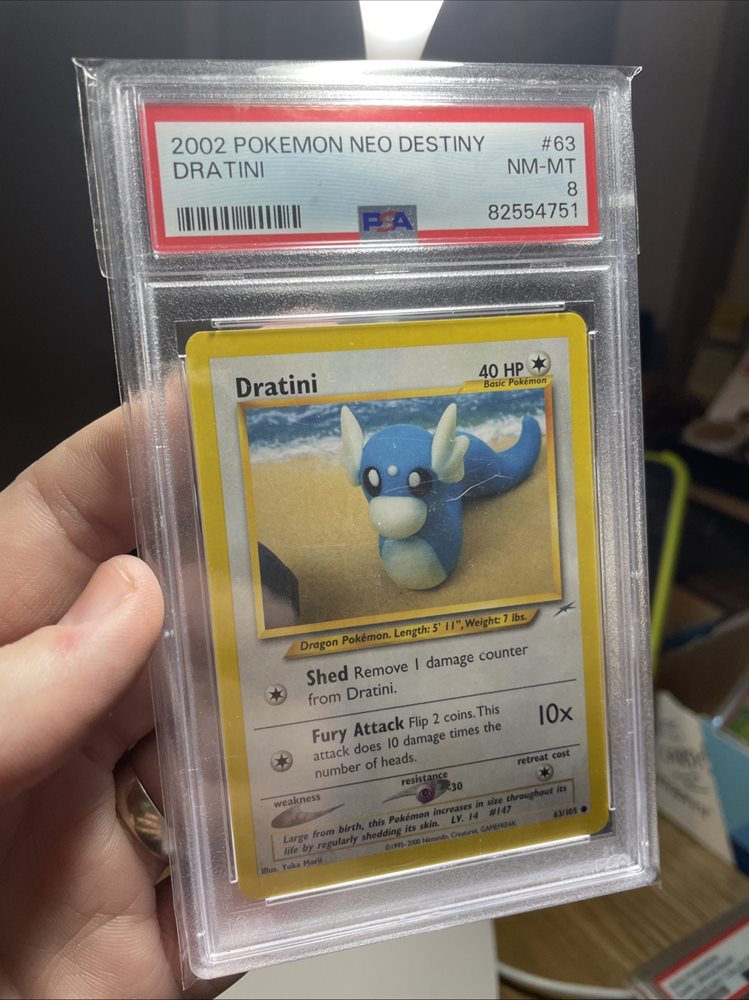 2002 POKEMON NEO DESTINY #63
DRATINI NM-MT
8
PSA 82554751
Dratini 40 HP
Basic Pokémon
Dragon Pokémon. Length: 5' 11", Weight: 7 lbs.
Shed Remove 1 damage counter
from Dratini.
Fury Attack Flip 2 coins. This
attack does 10 damage times the
number of heads.
10x
weakness resistance retreat cost
-30
Large from birth, this Pokémon increases in size throughout its
life by regularly shedding its skin. LV. 14 #147
Illus. Yuka Morii ©1995-2000 Nintendo, Creatures, GAMEFREAK. 63/105